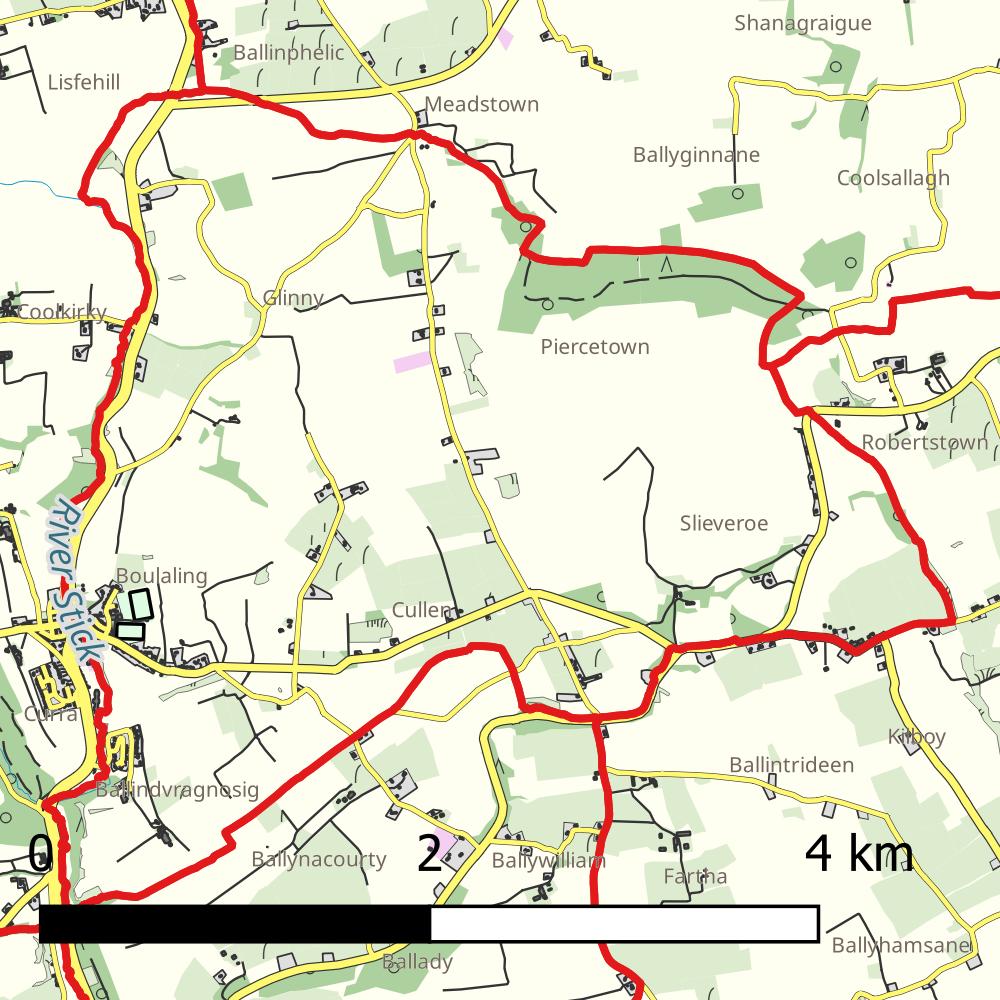 Shanagraigue
Ballinphelic
Lisfehill
Meadstown
Ballyginnane
Coolsallagh
Glinny
Coolkirky
Piercetown
Robertstown
Slieveroe
River Stick
Boulaling
Cullen
Curra
Kilboy
Ballintrideen
Ballindvragnosig
0 2 4 km
Ballynacourty
Ballywilliam
Fartha
Ballyhamsane
Ballady